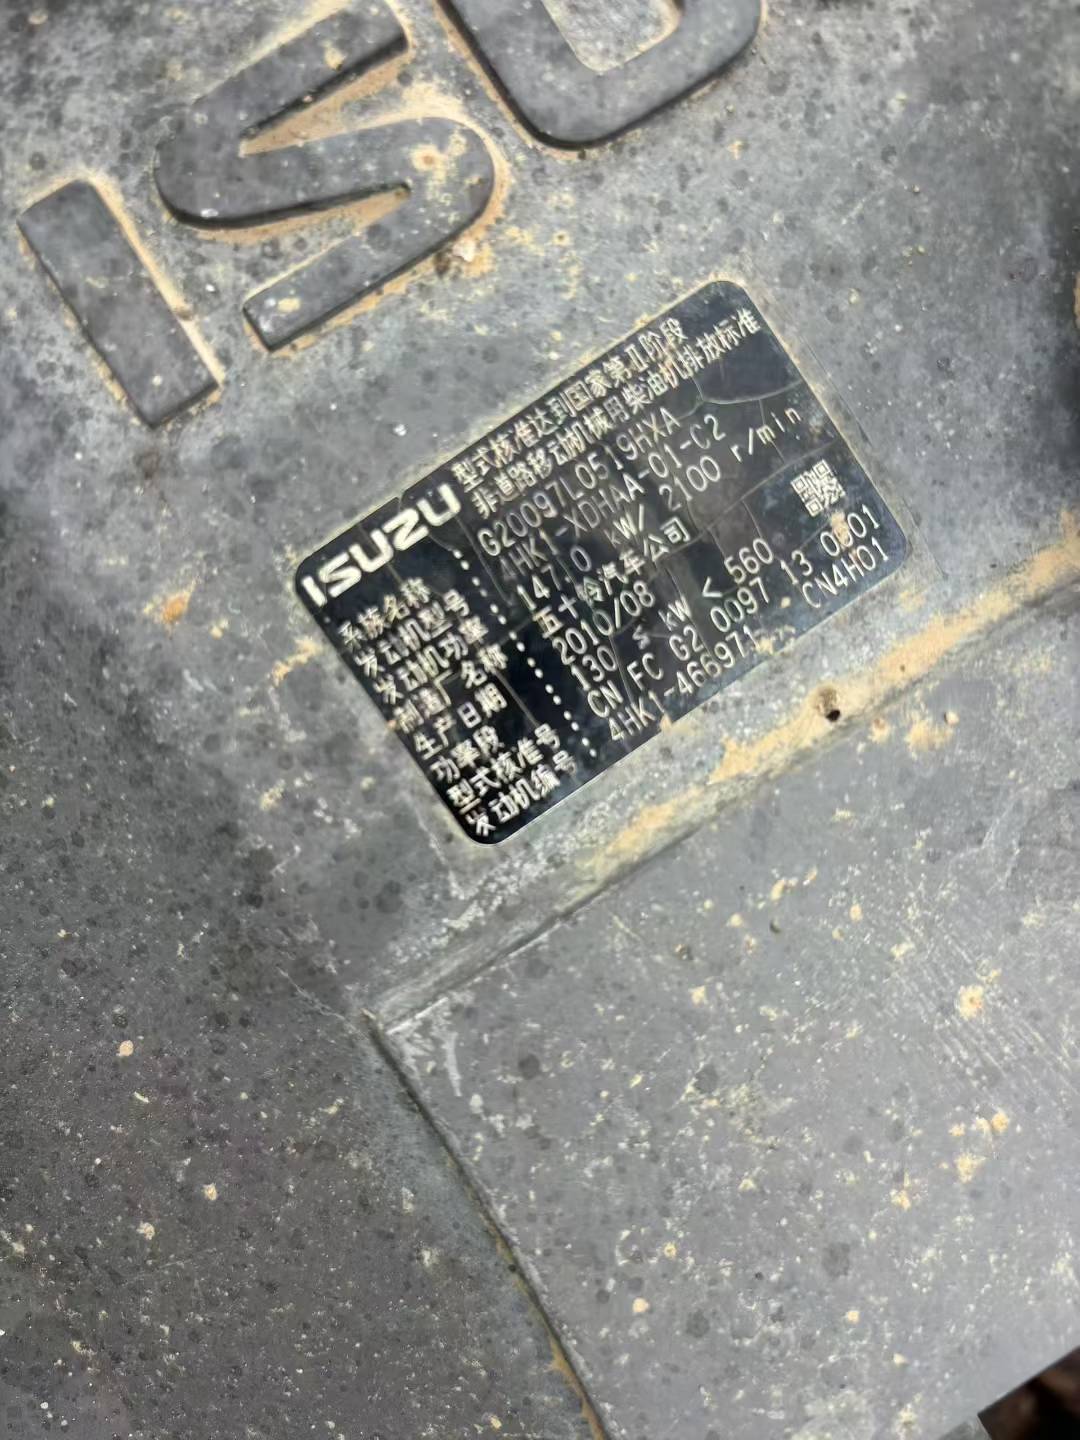 ISU
ISUZU
型式核准达到国家第II阶段
非道路移动机械用柴油机排放标准
系族名称 G20097L0519HXA
发动机型号 4HK1-XDHAA-01-C2
发动机功率 147.0 kW/ 2100 r/min
制造厂名称 五十铃汽车公司
生产日期 2010/08
功率段 130 ≤ kW < 560
型式核准号 CN FC G2 0097 13 0001
发动机编号 4HK1-466971
CN4H01